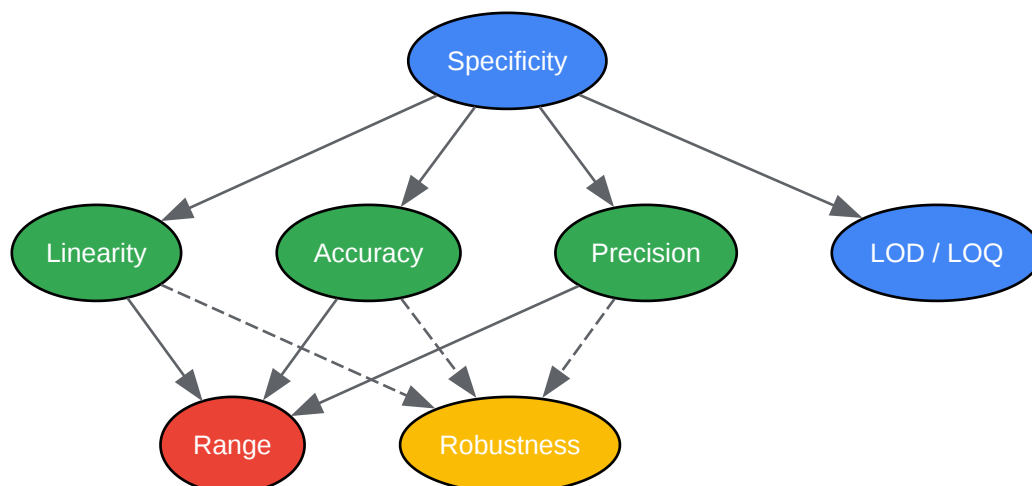 Specificity
Linearity
Accuracy
Precision
LOD / LOQ
Range
Robustness